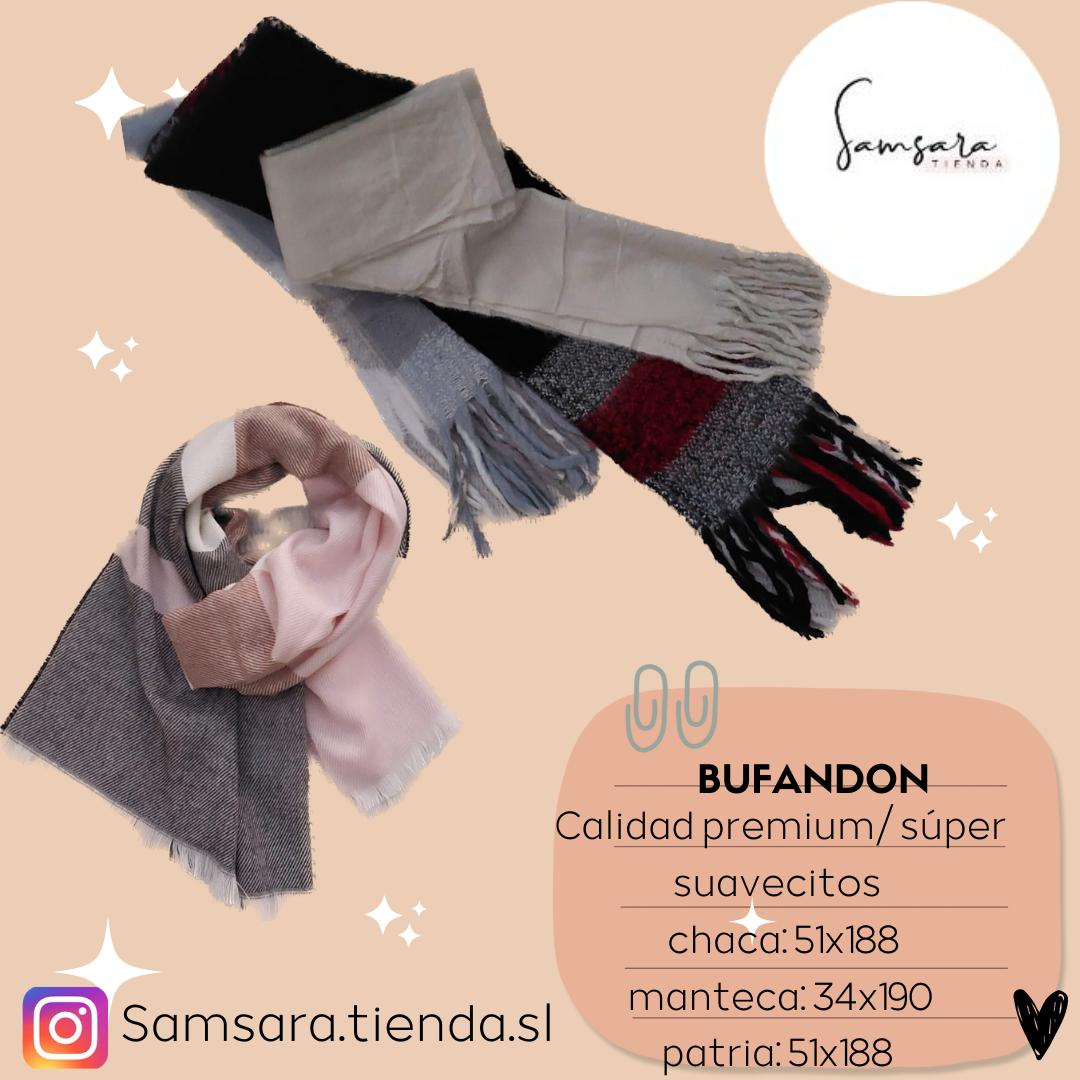 Samsara
TIENDA
BUFANDON
Calidad premium/ súper
suavecitos
chaca: 51x188
manteca: 34x190
patria: 51x188
Samsara.tienda.sl